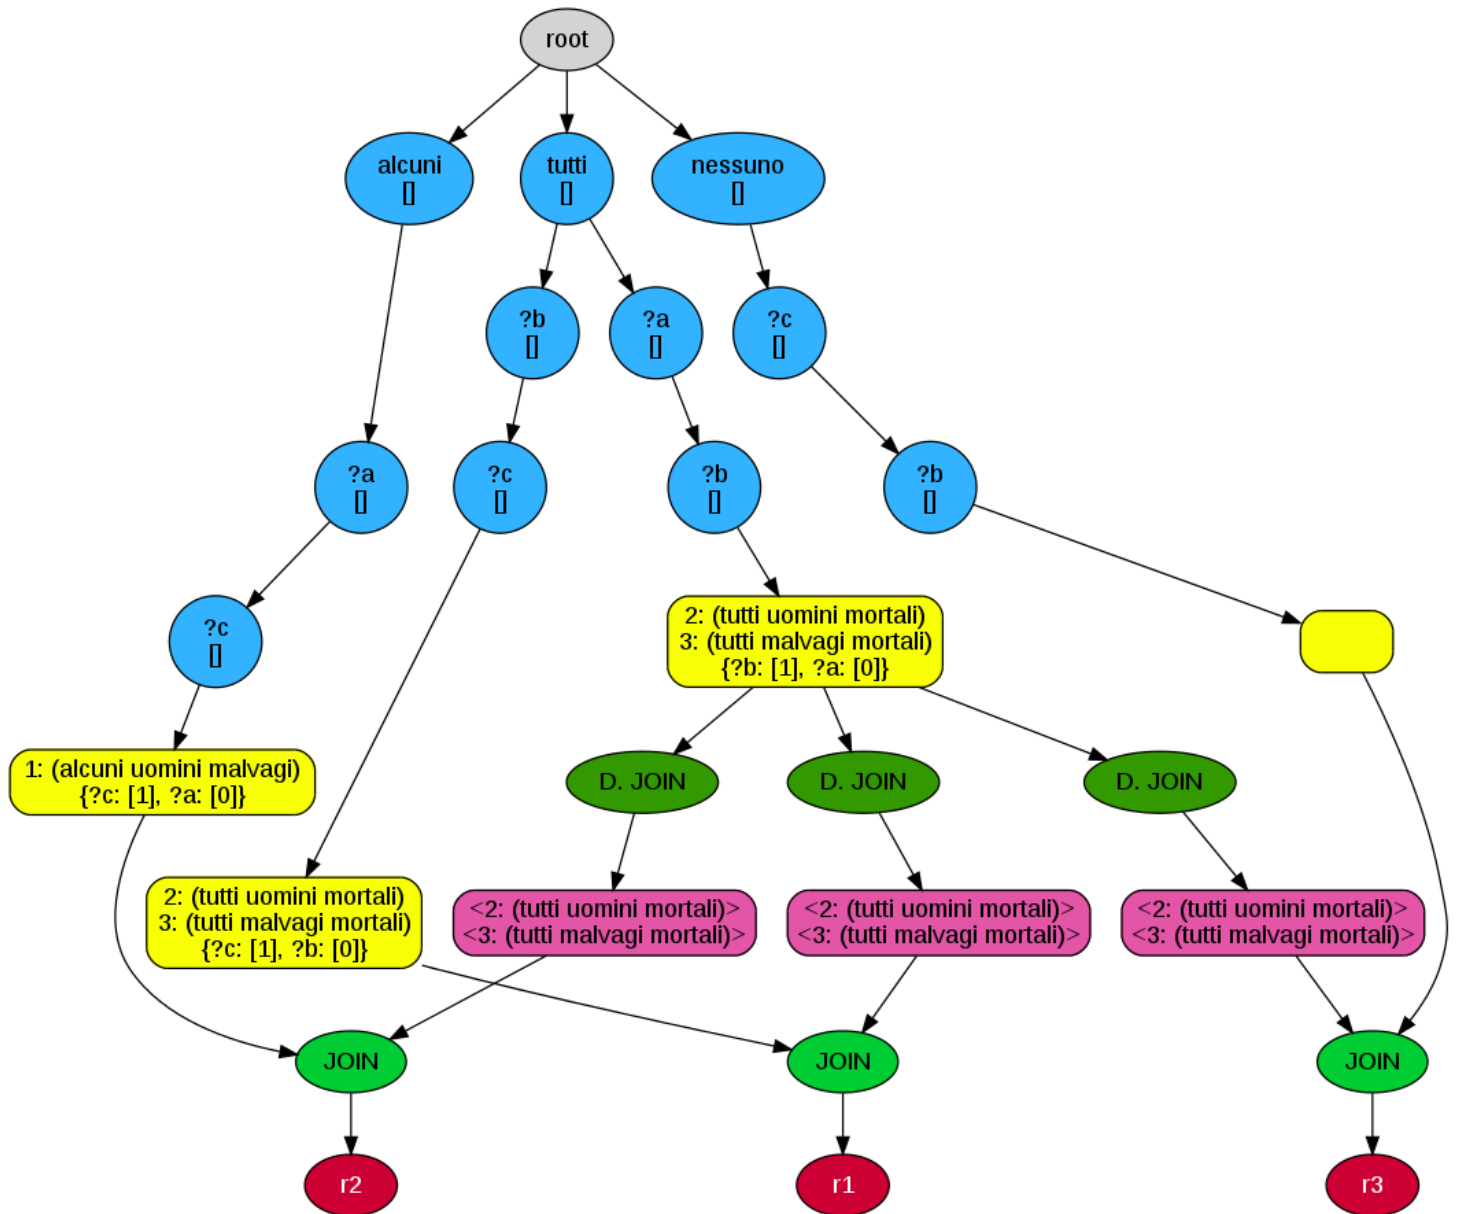 root
alcuni
[]
tutti
[]
nessuno
[]
?b
[]
?a
[]
?c
[]
?a
[]
?c
[]
?b
[]
?b
[]
?c
[]
2: (tutti uomini mortali)
3: (tutti malvagi mortali)
{?b: [1], ?a: [0]}
1: (alcuni uomini malvagi)
{?c: [1], ?a: [0]}
D. JOIN
D. JOIN
D. JOIN
2: (tutti uomini mortali)
3: (tutti malvagi mortali)
{?c: [1], ?b: [0]}
<2: (tutti uomini mortali)>
<3: (tutti malvagi mortali)>
<2: (tutti uomini mortali)>
<3: (tutti malvagi mortali)>
<2: (tutti uomini mortali)>
<3: (tutti malvagi mortali)>
JOIN
JOIN
JOIN
r2
r1
r3